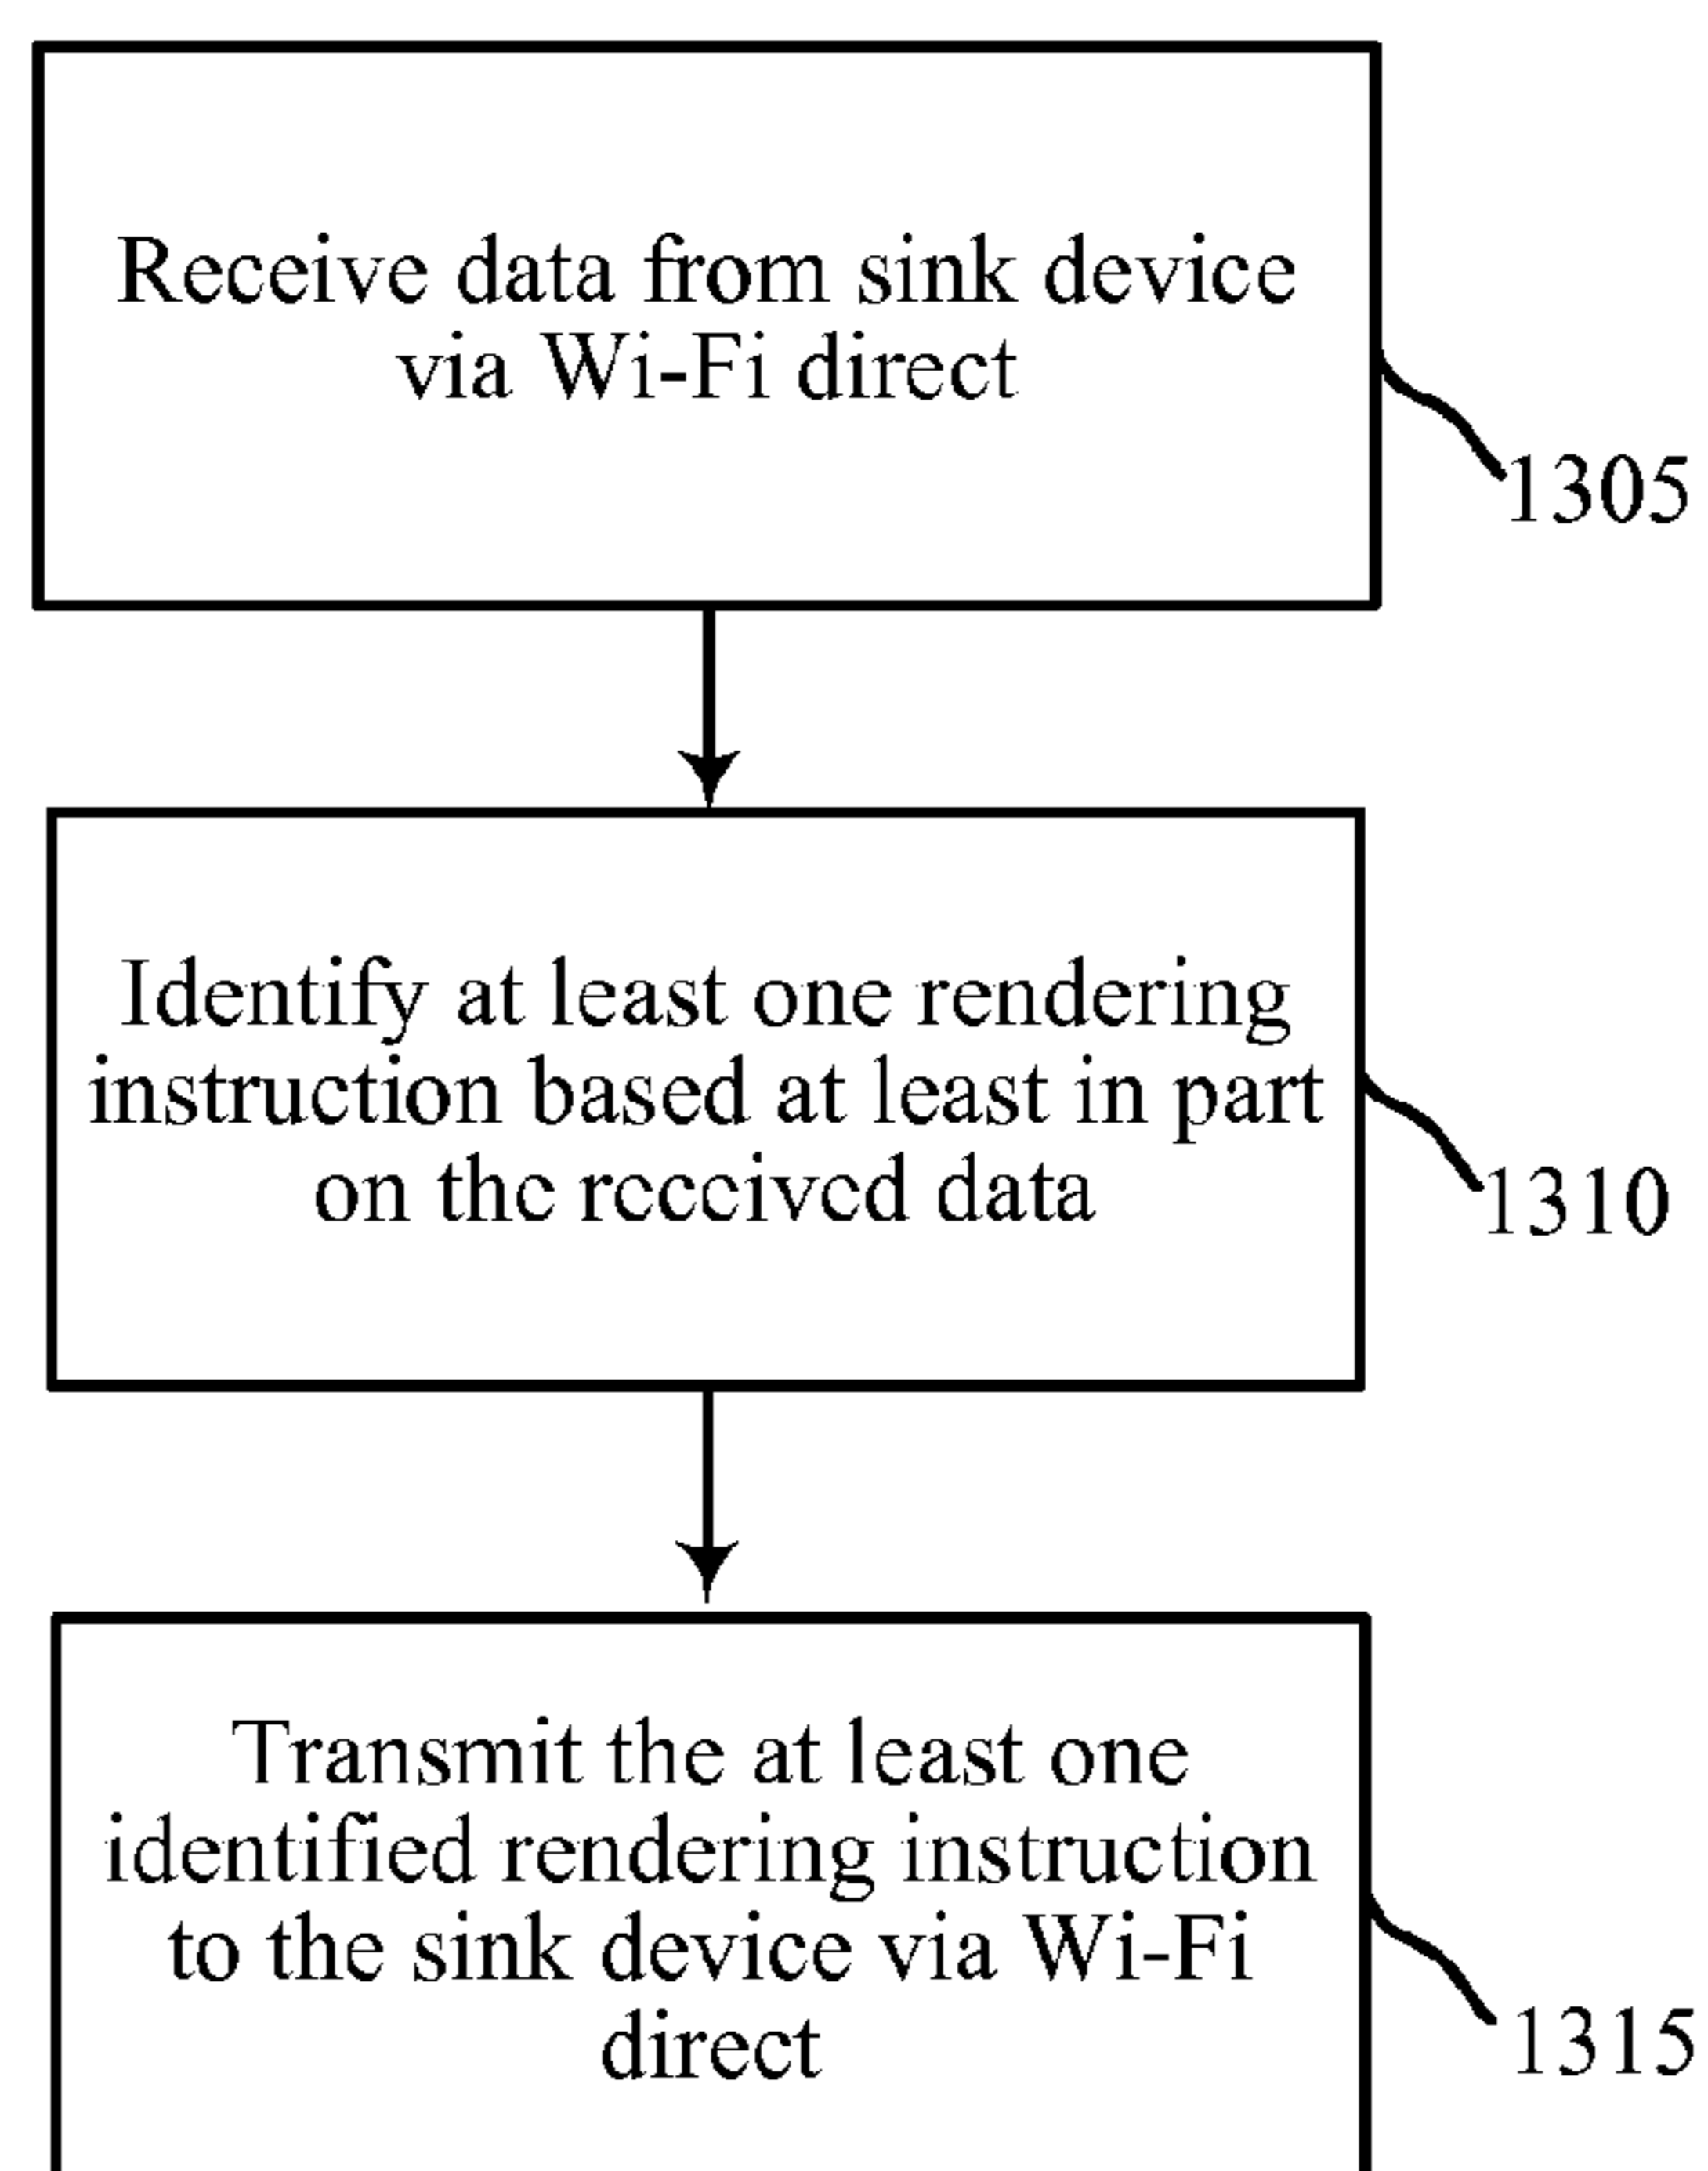 Receive data from sink device
via Wi-Fi direct
1305
Identify at least one rendering
instruction based at least in part
on the received data
1310
Transmit the at least one
identified rendering instruction
to the sink device via Wi-Fi
direct
1315